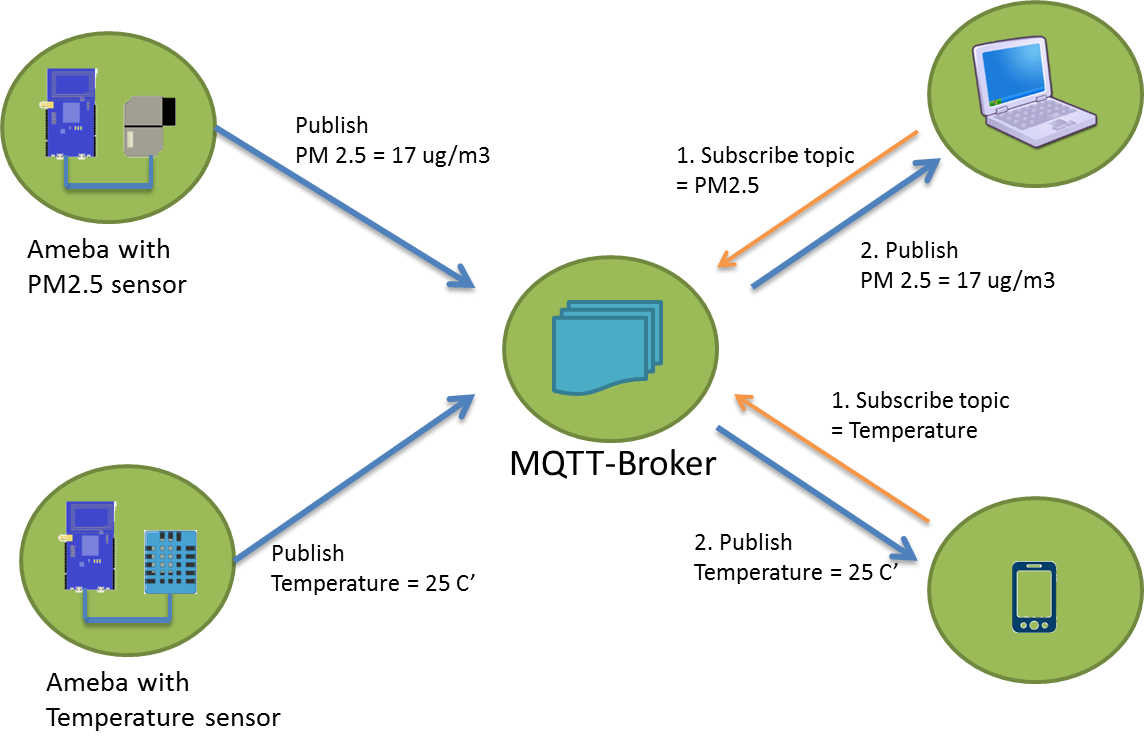 Publish
PM 2.5 = 17 ug/m3
Ameba with
PM2.5 sensor
1. Subscribe topic
= PM2.5
2. Publish
PM 2.5 = 17 ug/m3
MQTT-Broker
1. Subscribe topic
= Temperature
2. Publish
Temperature = 25 C’
Publish
Temperature = 25 C’
Ameba with
Temperature sensor